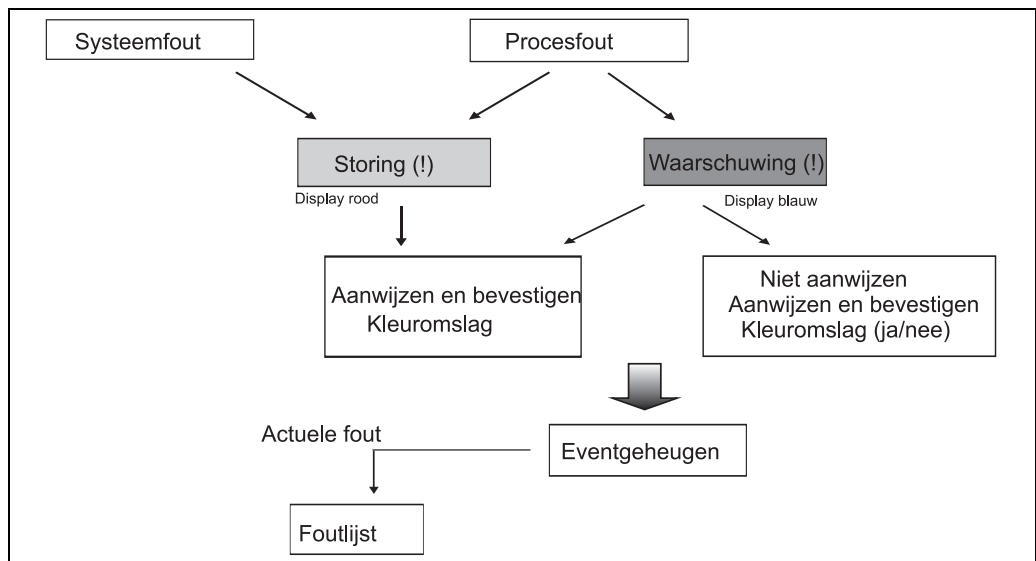 Systeemfout
Procesfout
Storing (!)
Waarschuwing (!)
Display rood
Display blauw
Aanwijzen en bevestigen
Kleuromslag
Niet aanwijzen
Aanwijzen en bevestigen
Kleuromslag (ja/nee)
Actuele fout
Eventgeheugen
Foutlijst